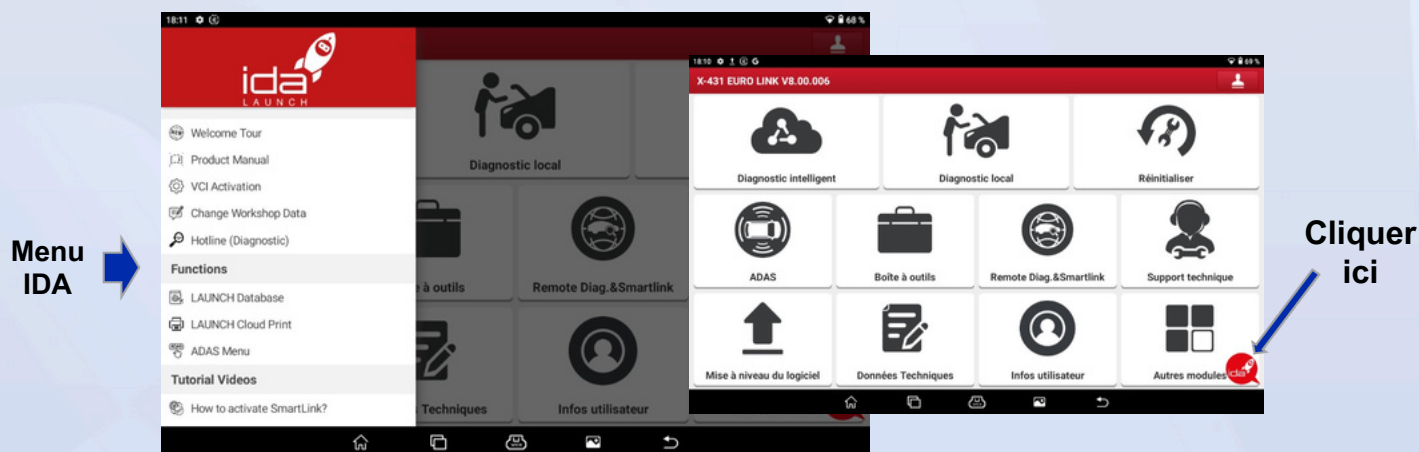 Menu
IDA
18:11
68 %
ida
LAUNCH
Welcome Tour
Product Manual
VCI Activation
Change Workshop Data
Hotline (Diagnostic)
Functions
LAUNCH Database
LAUNCH Cloud Print
ADAS Menu
Tutorial Videos
How to activate SmartLink?
Diagnostic local
e à outils
Remote Diag.&Smartlink
Techniques
Infos utilisateur
18:10
69 %
X-431 EURO LINK V8.00.006
Diagnostic intelligent
Diagnostic local
Réinitialiser
ADAS
Boîte à outils
Remote Diag.&Smartlink
Support technique
Mise à niveau du logiciel
Données Techniques
Infos utilisateur
Autres modules
ida
Cliquer
ici